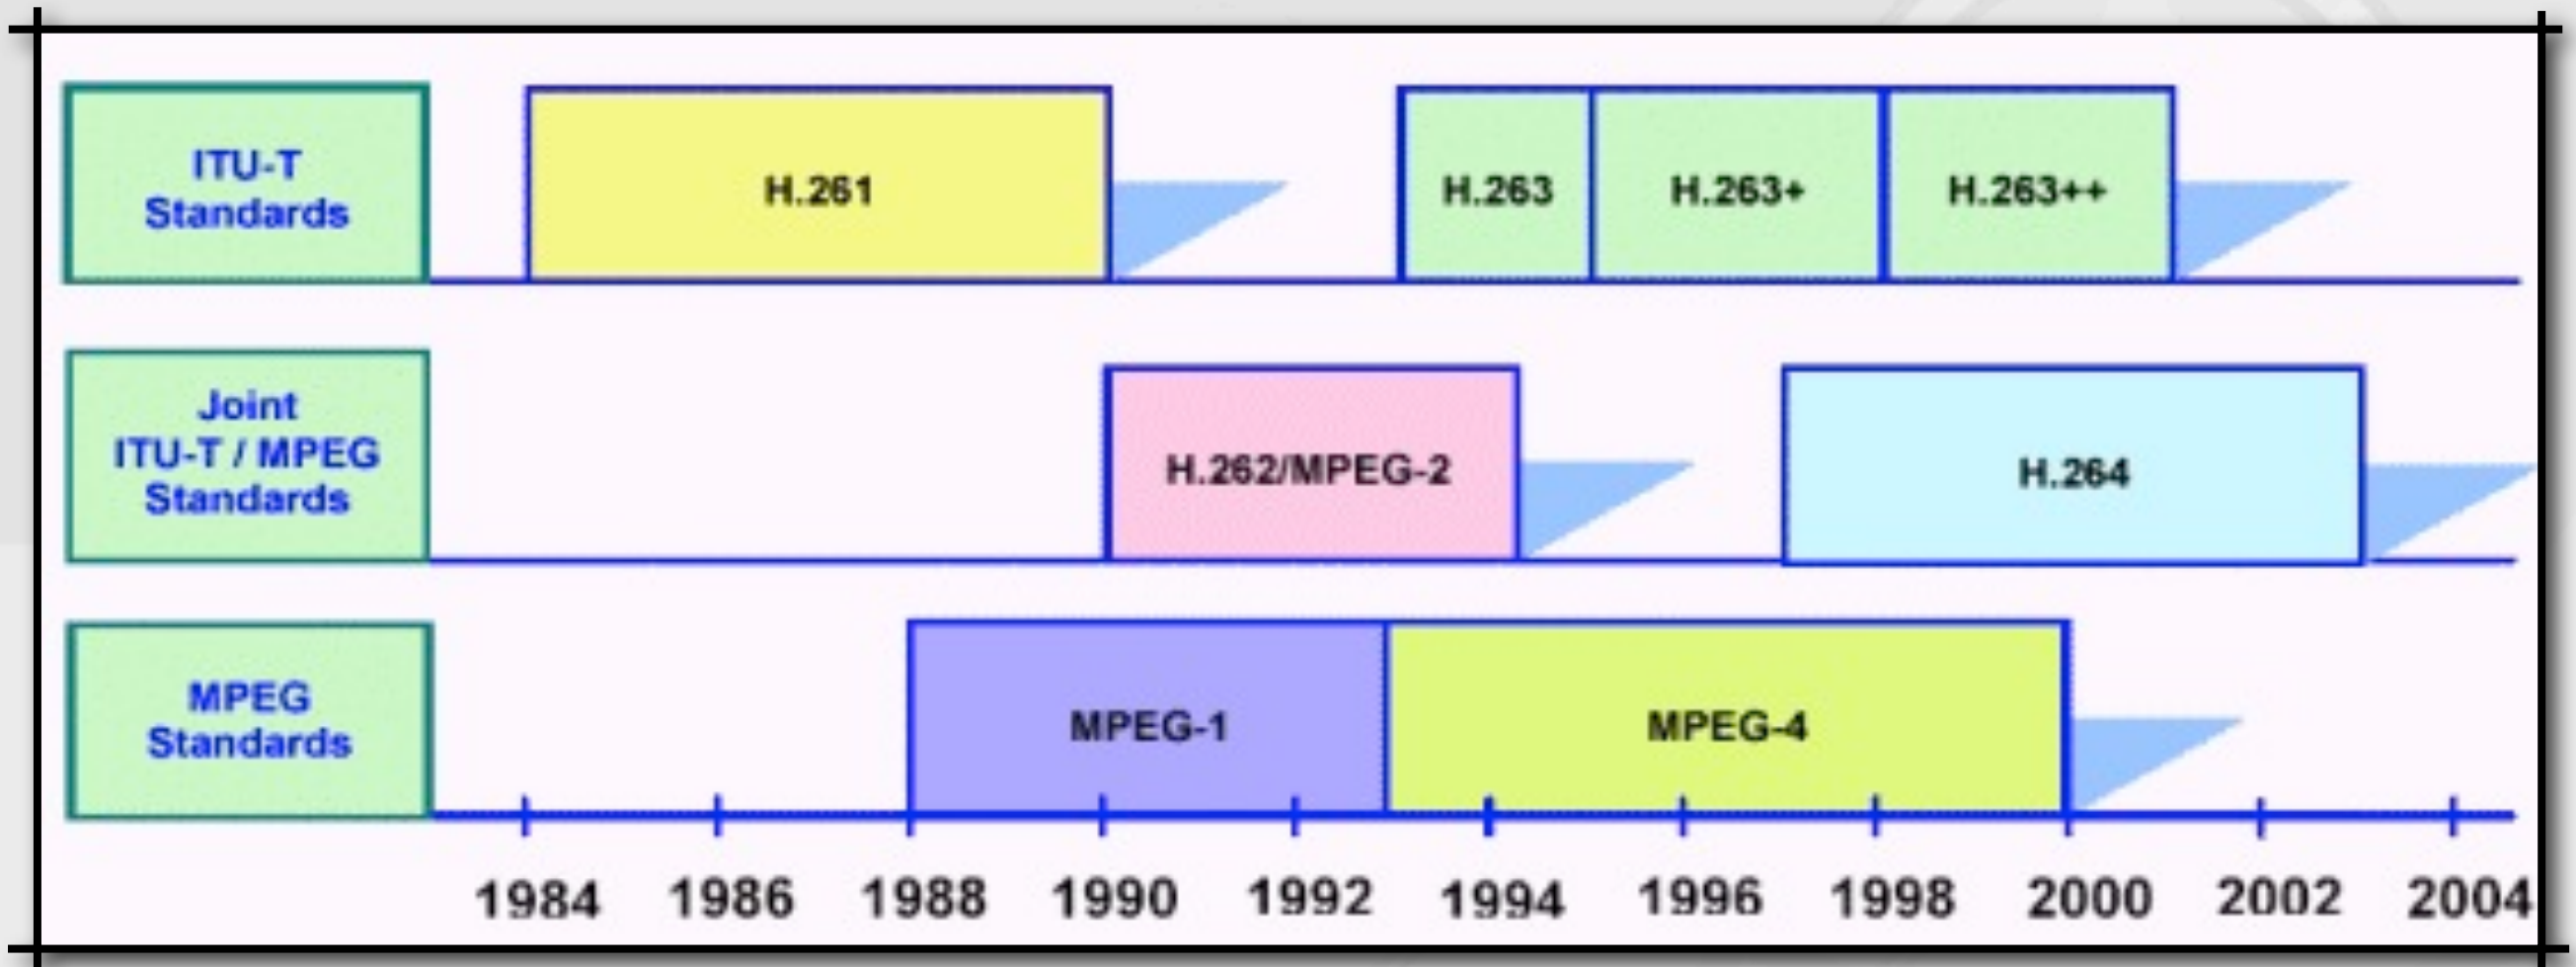 ITU-T
Standards
H.261
H.263
H.263+
H.263++
Joint
ITU-T / MPEG
Standards
H.262/MPEG-2
H.264
MPEG
Standards
MPEG-1
MPEG-4
1984 1986 1988 1990 1992 1994 1996 1998 2000 2002 2004